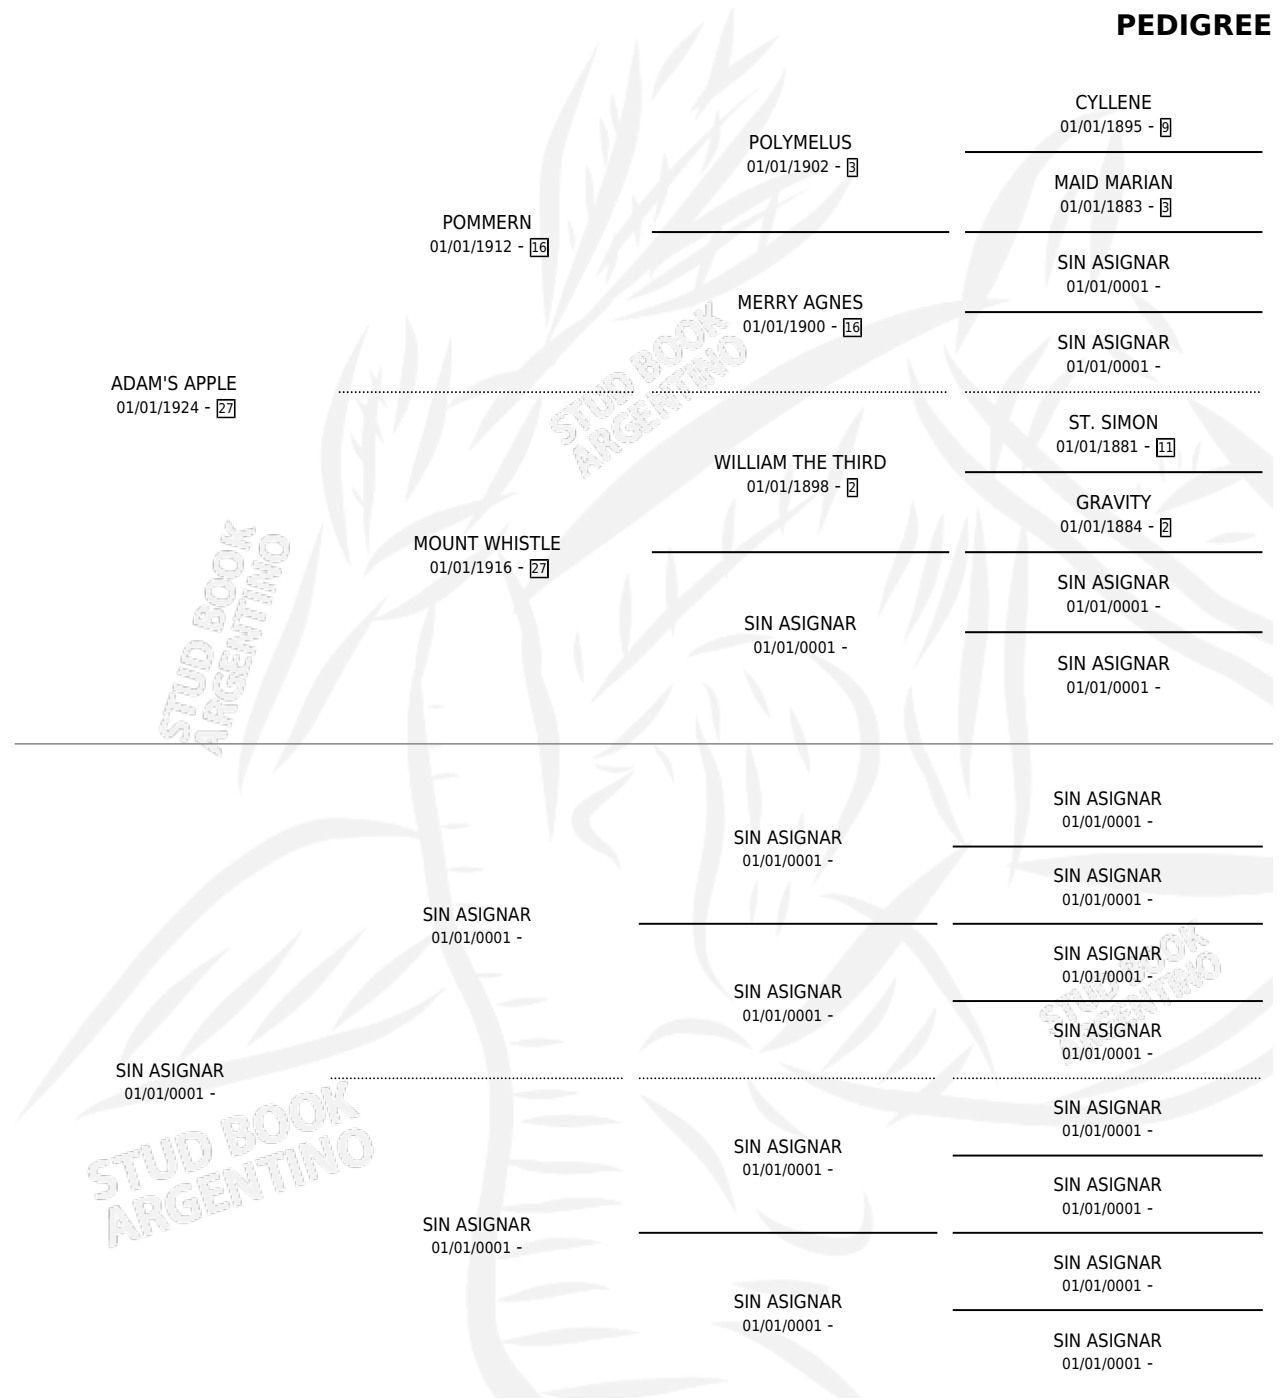 PEDIGREE
CYLLENE
01/01/1895 - 9
POLYMELUS
01/01/1902 - 3
MAID MARIAN
01/01/1883 - 3
POMMERN
01/01/1912 - 16
SIN ASIGNAR
01/01/0001 -
MERRY AGNES
01/01/1900 - 16
SIN ASIGNAR
01/01/0001 -
ADAM'S APPLE
01/01/1924 - 27
ST. SIMON
01/01/1881 - 11
WILLIAM THE THIRD
01/01/1898 - 2
GRAVITY
01/01/1884 - 2
MOUNT WHISTLE
01/01/1916 - 27
SIN ASIGNAR
01/01/0001 -
SIN ASIGNAR
01/01/0001 -
SIN ASIGNAR
01/01/0001 -
SIN ASIGNAR
01/01/0001 -
SIN ASIGNAR
01/01/0001 -
SIN ASIGNAR
01/01/0001 -
SIN ASIGNAR
01/01/0001 -
SIN ASIGNAR
01/01/0001 -
SIN ASIGNAR
01/01/0001 -
SIN ASIGNAR
01/01/0001 -
SIN ASIGNAR
01/01/0001 -
SIN ASIGNAR
01/01/0001 -
SIN ASIGNAR
01/01/0001 -
SIN ASIGNAR
01/01/0001 -
SIN ASIGNAR
01/01/0001 -
SIN ASIGNAR
01/01/0001 -
SIN ASIGNAR
01/01/0001 -
SIN ASIGNAR
01/01/0001 -
STUD BOOK
ARGENTINO
STUD BOOK
ARGENTINO
STUD BOOK
ARGENTINO
STUD BOOK
ARGENTINO